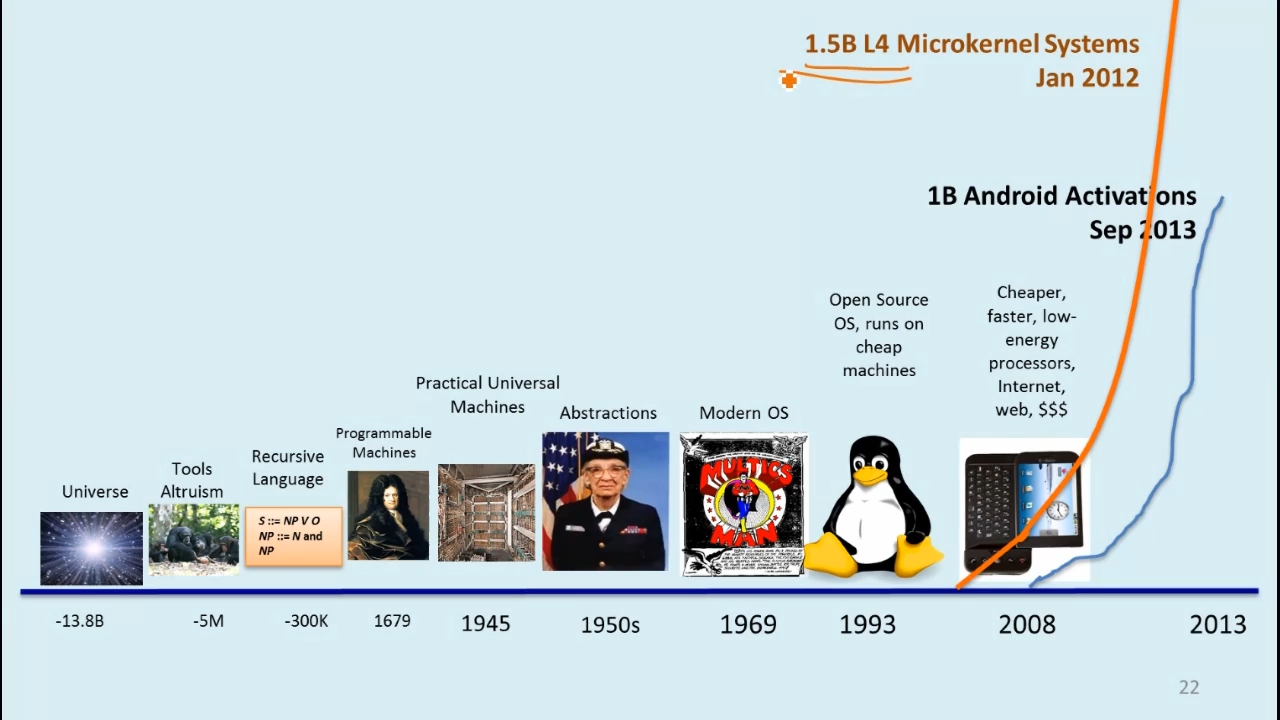 1.5B L4 Microkernel Systems
Jan 2012
1B Android Activations
Sep 2013
Open Source
OS, runs on
cheap
machines
Cheaper,
faster, low-
energy
processors,
Internet,
web, $$$
Practical Universal
Machines
Abstractions
Modern OS
Programmable
Machines
Recursive
Language
Tools
Altruism
Universe
S ::= NP V O
NP ::= N and
NP
MULTICS
MAN
-13.8B
-5M
-300K
1679
1945
1950s
1969
1993
2008
2013
22